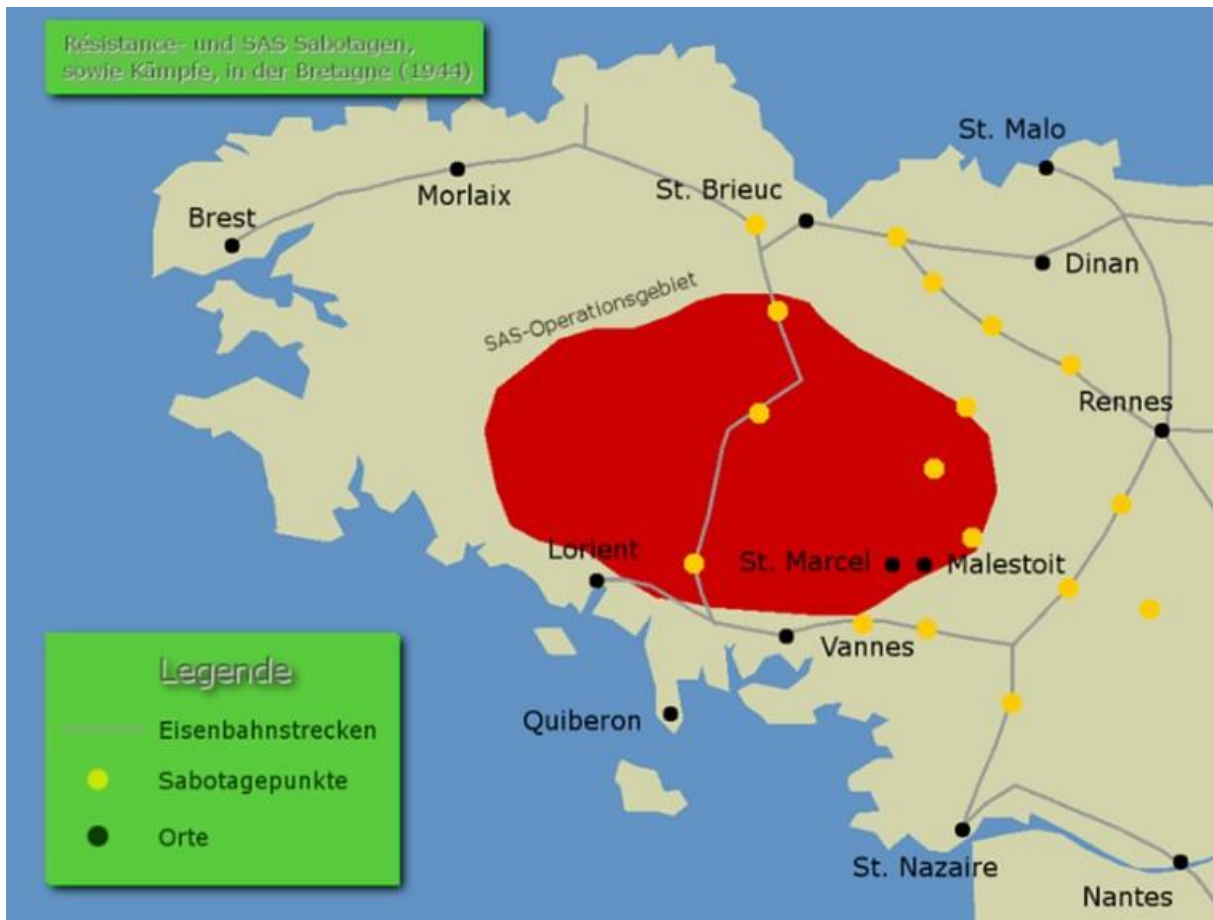 Résistance- und SAS Sabotagen,
sowie Kämpfe, in der Bretagne (1944)
St. Malo
St. Brieuc
Morlaix
Brest
Dinan
SAS-Operationsgebiet
Rennes
Lorient
St. Marcel
Malestoit
Vannes
Quiberon
St. Nazaire
Nantes
Legende
Eisenbahnstrecken
Sabotagepunkte
Orte